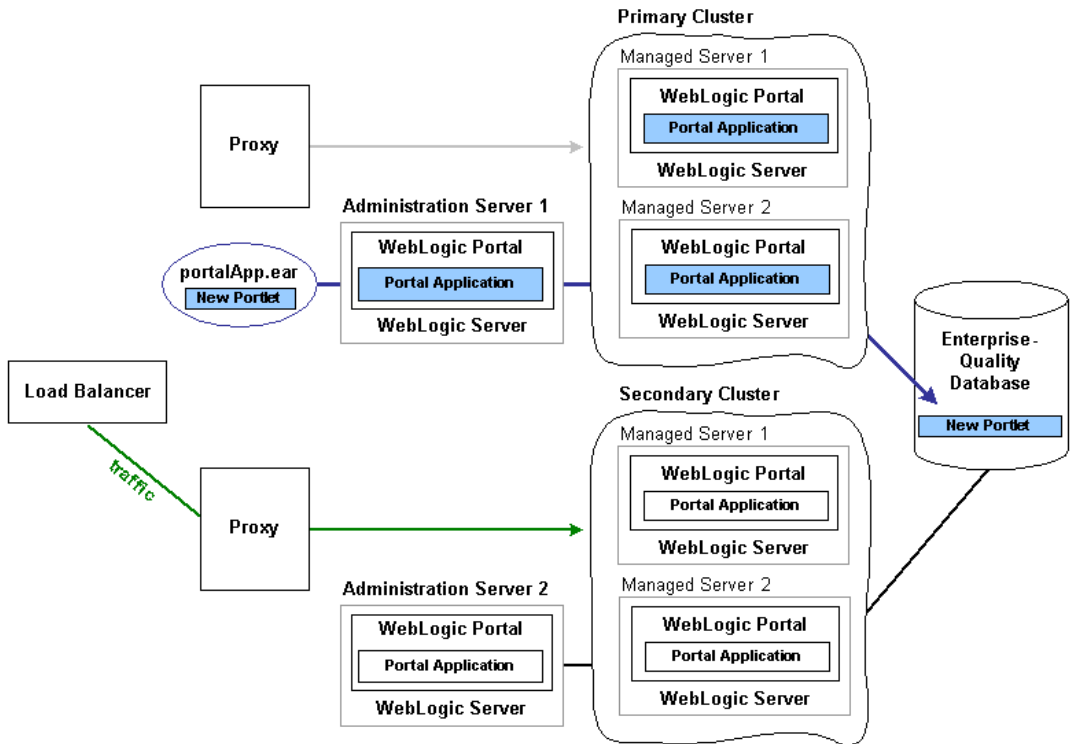 Primary Cluster
Managed Server 1
WebLogic Portal
Portal Application
WebLogic Server
Proxy
Administration Server 1
WebLogic Portal
Portal Application
WebLogic Server
portalApp.ear
New Portlet
Managed Server 2
WebLogic Portal
Portal Application
WebLogic Server
Enterprise-
Quality
Database
New Portlet
Load Balancer
traffic
Proxy
Secondary Cluster
Managed Server 1
WebLogic Portal
Portal Application
WebLogic Server
Administration Server 2
WebLogic Portal
Portal Application
WebLogic Server
Managed Server 2
WebLogic Portal
Portal Application
WebLogic Server